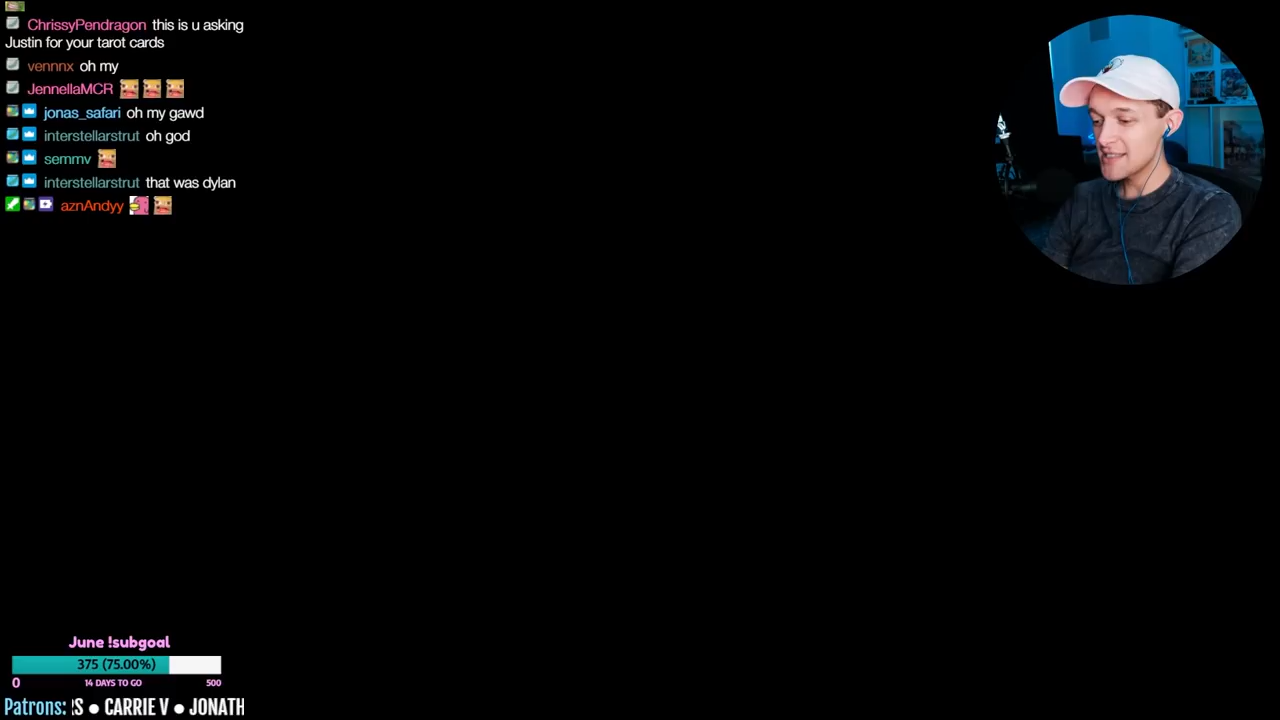 ChrissyPendragon this is u asking
Justin for your tarot cards
vennnx oh my
JennellaMCR
jonas_safari oh my gawd
interstellarstrut oh god
semmv
interstellarstrut that was dylan
aznAndyy
June !subgoal
375 (75.00%)
0 14 DAYS TO GO 500
Patrons: RS ● CARRIE V ● JONATH